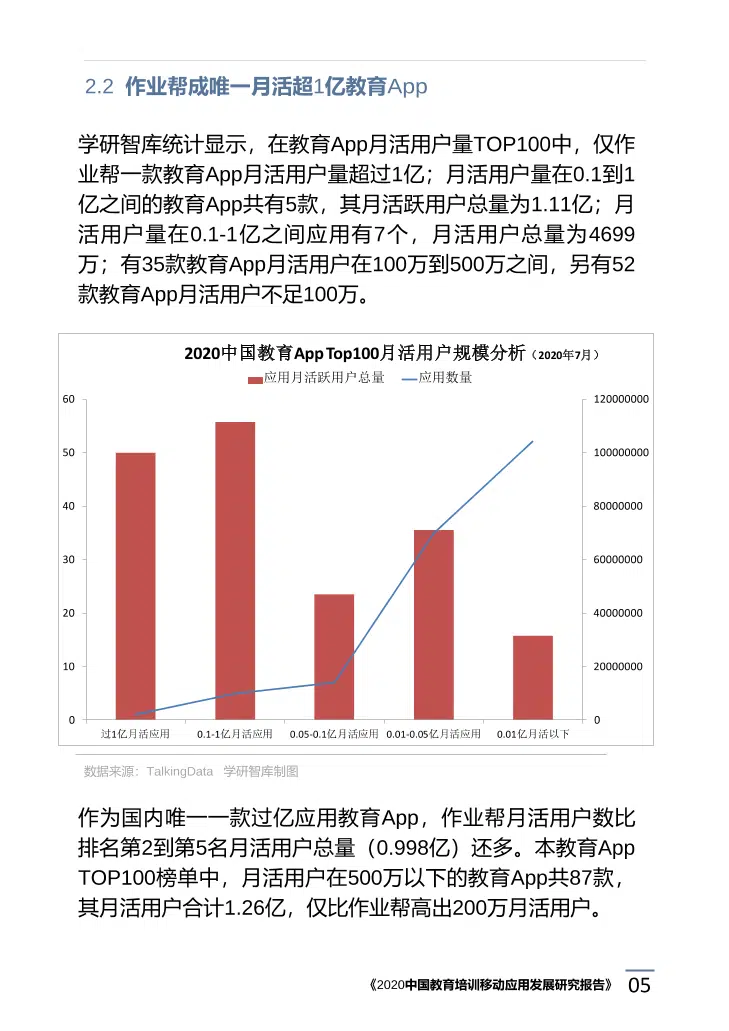 2.2 作业帮成唯一月活超1亿教育App
学研智库统计显示，在教育App月活用户量TOP100中，仅作
业帮一款教育App月活用户量超过1亿；月活用户量在0.1到1
亿之间的教育App共有5款，其月活跃用户总量为1.11亿；月
活用户量在0.1-1亿之间应用有7个，月活用户总量为4699
万；有35款教育App月活用户在100万到500万之间，另有52
款教育App月活用户不足100万。
2020中国教育App Top100月活用户规模分析（2020年7月）
应用月活跃用户总量 应用数量
60 120000000
50 100000000
40 80000000
30 60000000
20 40000000
10 20000000
0 0
过1亿月活应用 0.1-1亿月活应用 0.05-0.1亿月活应用 0.01-0.05亿月活应用 0.01亿月活以下
数据来源：TalkingData 学研智库制图
作为国内唯一一款过亿应用教育App，作业帮月活用户数比
排名第2到第5名月活用户总量（0.998亿）还多。本教育App
TOP100榜单中，月活用户在500万以下的教育App共87款，
其月活用户合计1.26亿，仅比作业帮高出200万月活用户。
《2020中国教育培训移动应用发展研究报告》 05